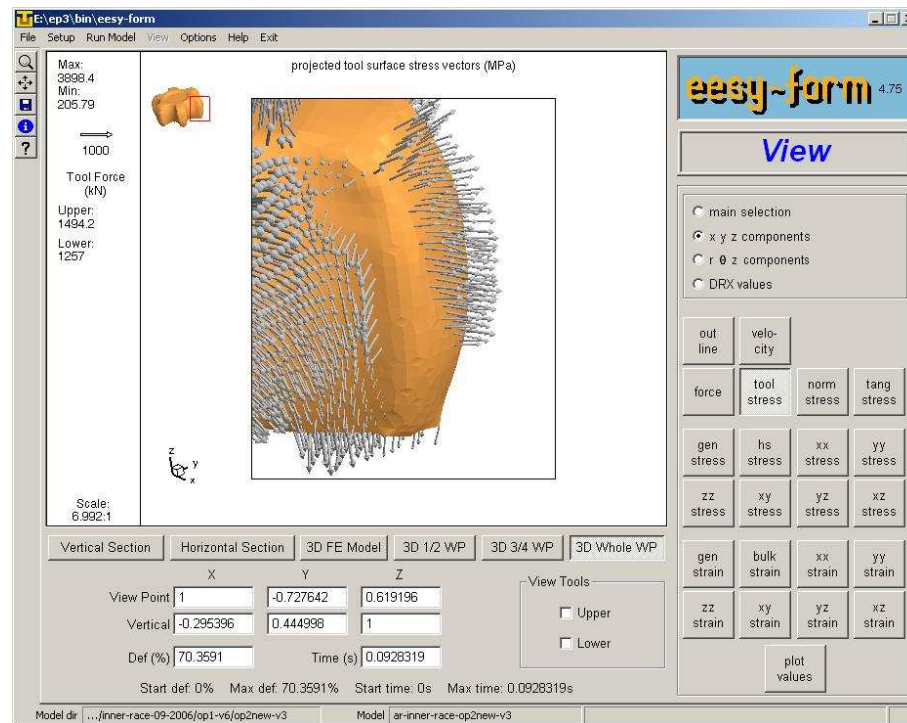 E:\ep3\bin\eesy-form
File Setup Run Model View Options Help Exit
Max:
3898.4
Min:
205.79
1000
Tool Force
(kN)
Upper:
1494.2
Lower:
1257
Scale:
6.992:1
projected tool surface stress vectors (MPa)
z
y
x
eesy~form 4.75
View
main selection
x y z components
r θ z components
DRX values
out
line
velo-
city
force
tool
stress
norm
stress
tang
stress
gen
stress
hs
stress
xx
stress
yy
stress
zz
stress
xy
stress
yz
stress
xz
stress
gen
strain
bulk
strain
xx
strain
yy
strain
zz
strain
xy
strain
yz
strain
xz
strain
plot
values
Vertical Section Horizontal Section 3D FE Model 3D 1/2 WP 3D 3/4 WP 3D Whole WP
X Y Z
View Point 1 -0.727642 0.619196
Vertical -0.295396 0.444998 1
Def (%) 70.3591 Time (s) 0.0928319
View Tools
Upper
Lower
Start def: 0% Max def: 70.3591% Start time: 0s Max time: 0.0928319s
Model dir .../inner-race-09-2006/op1-v6/op2new-v3 Model ar-inner-race-op2new-v3